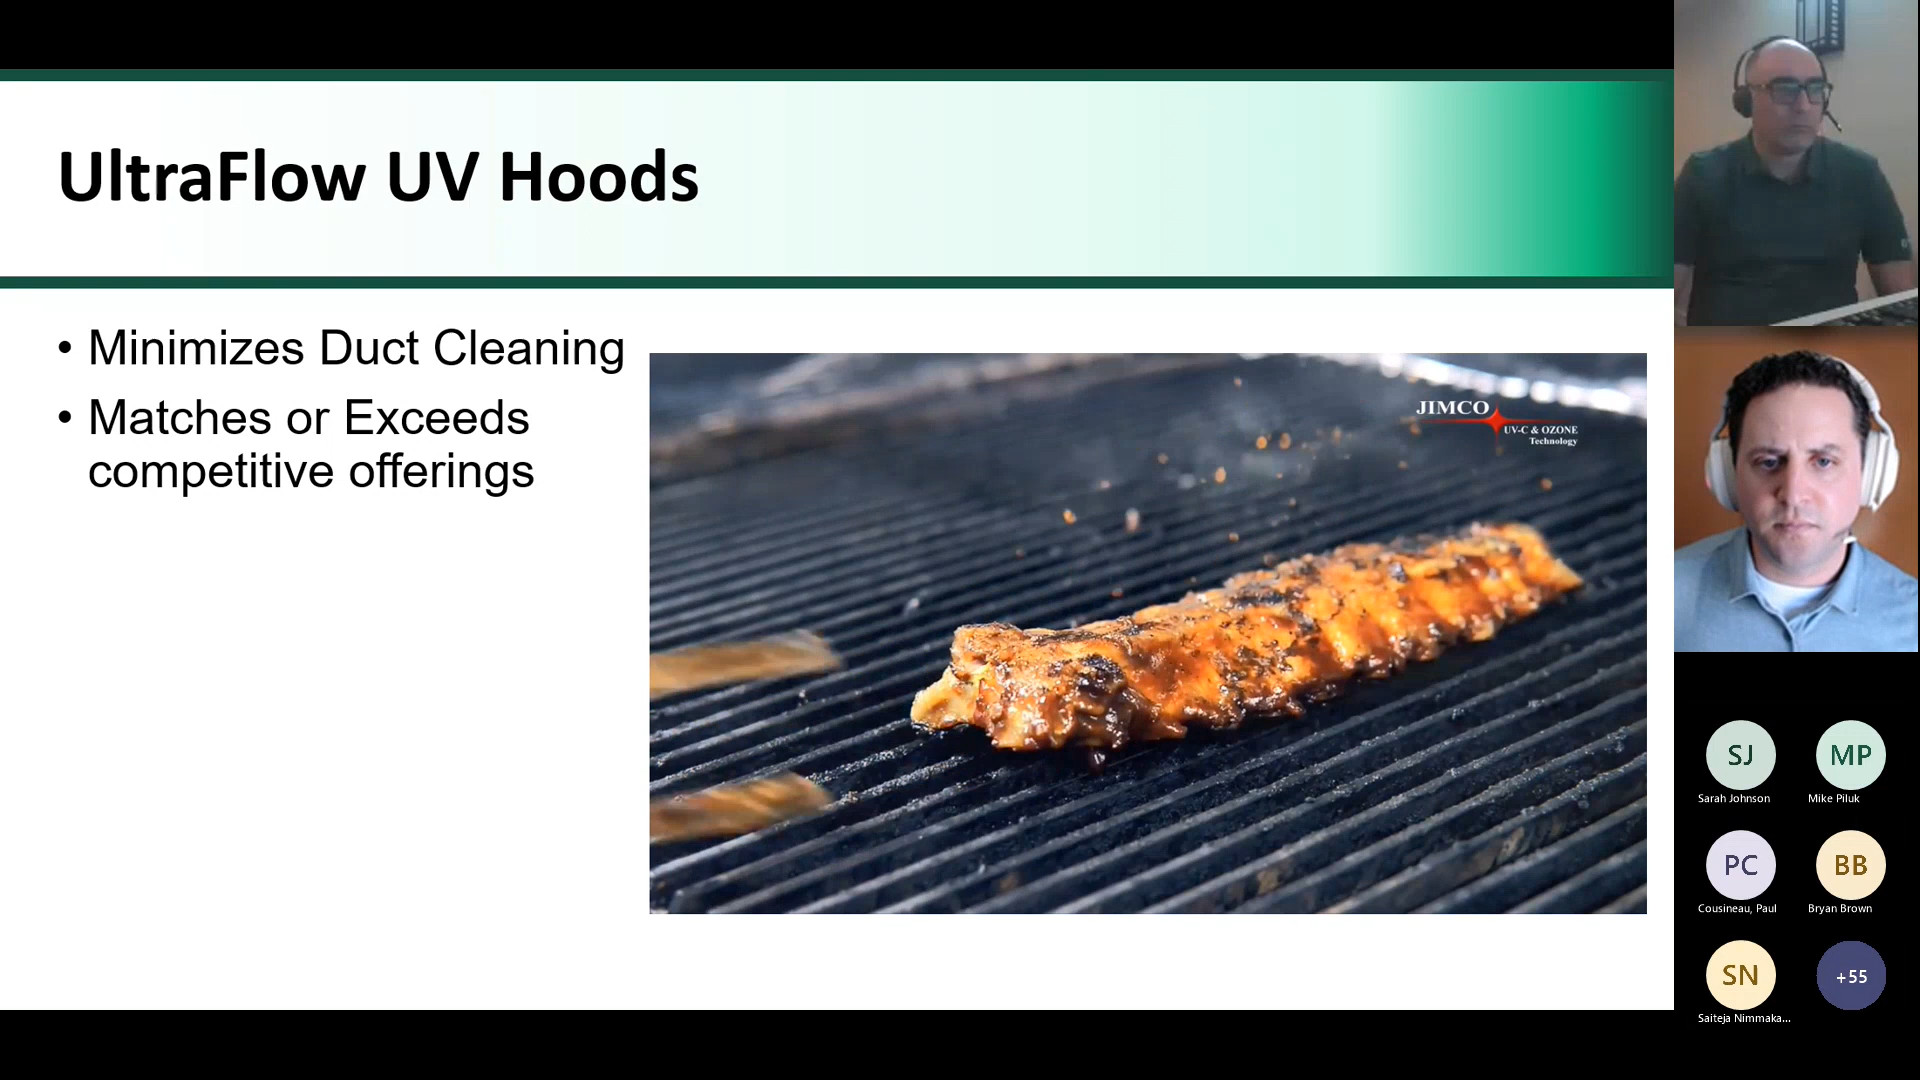 UltraFlow UV Hoods
• Minimizes Duct Cleaning
• Matches or Exceeds
competitive offerings
JIMCO
UV-C & OZONE
Technology
SJ
Sarah Johnson
MP
Mike Piluk
PC
Cousineau, Paul
BB
Bryan Brown
SN
Saiteja Nimmaka...
+55